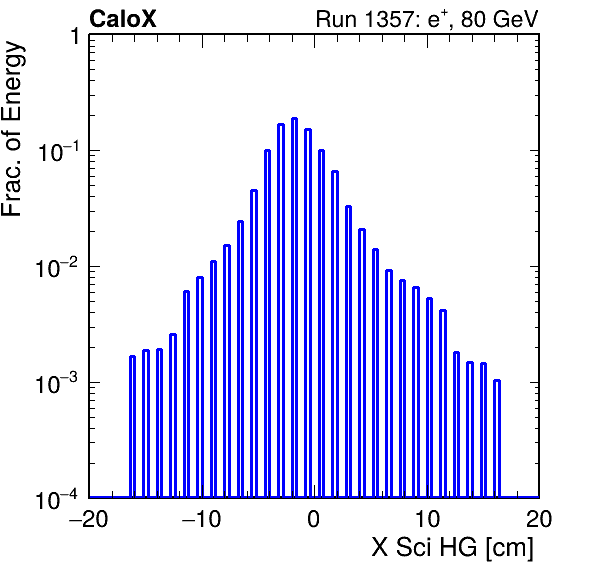 CaloX
Run 1357: e⁺, 80 GeV
Frac. of Energy
1
10⁻¹
10⁻²
10⁻³
10⁻⁴
−20 −10 0 10 20
X Sci HG [cm]